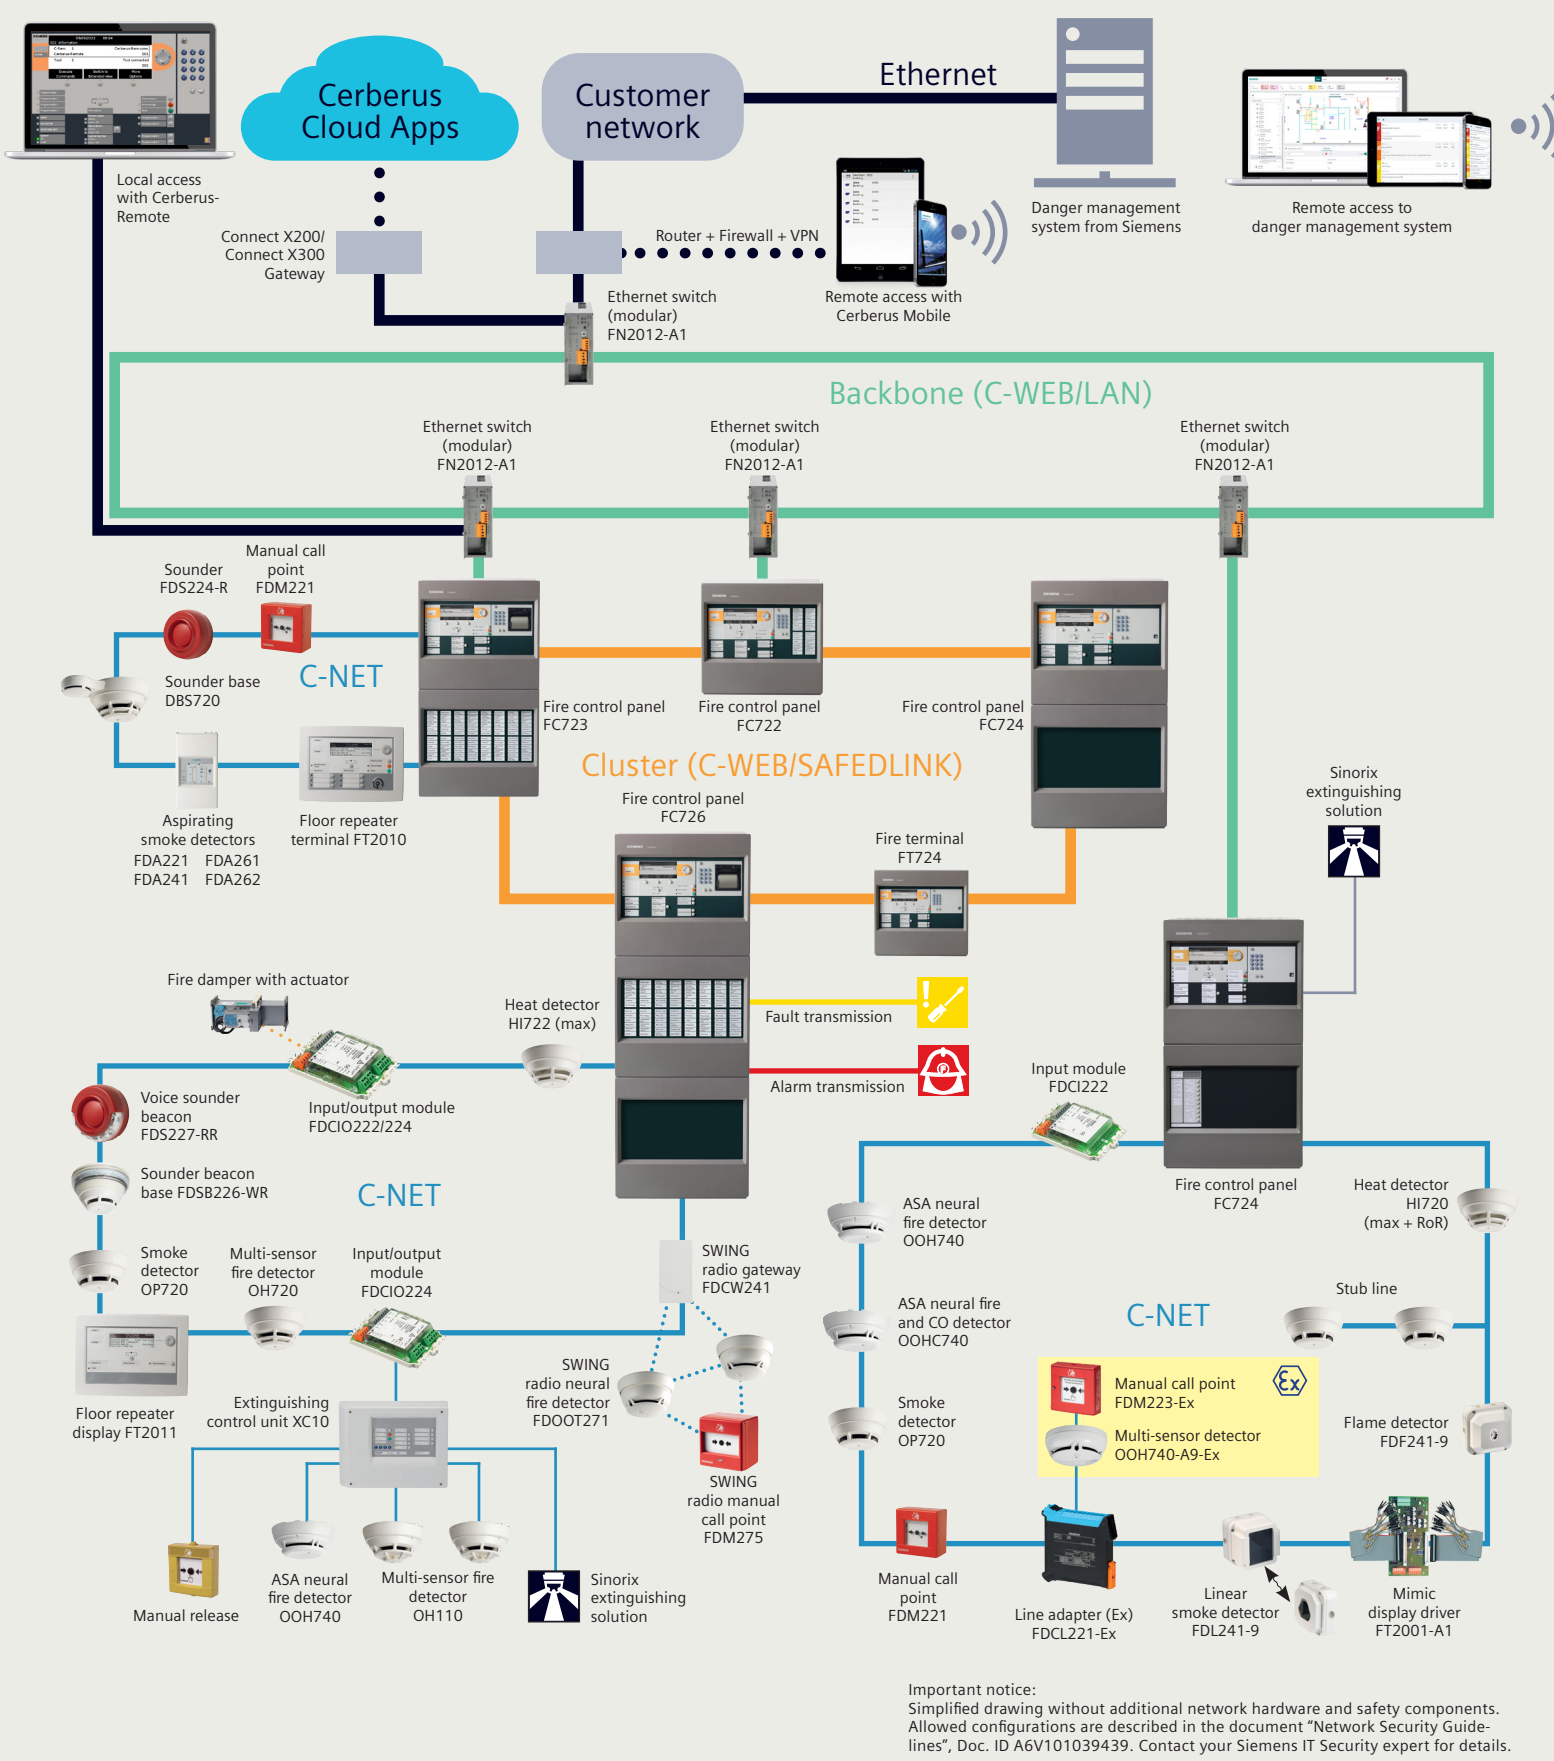 Cerberus
Cloud Apps
Customer
network
Ethernet
Local access
with Cerberus-
Remote
Connect X200/
Connect X300
Gateway
Router + Firewall + VPN
Ethernet switch
(modular)
FN2012-A1
Remote access with
Cerberus Mobile
Danger management
system from Siemens
Remote access to
danger management system
Backbone (C-WEB/LAN)
Ethernet switch
(modular)
FN2012-A1
Ethernet switch
(modular)
FN2012-A1
Ethernet switch
(modular)
FN2012-A1
Sounder
FDS224-R
Manual call
point
FDM221
C-NET
Sounder base
DBS720
Aspirating
smoke detectors
FDA221 FDA261
FDA241 FDA262
Floor repeater
terminal FT2010
Fire control panel
FC723
Fire control panel
FC722
Fire control panel
FC724
Cluster (C-WEB/SAFEDLINK)
Fire control panel
FC726
Fire terminal
FT724
Sinorix
extinguishing
solution
Fire damper with actuator
Heat detector
HI722 (max)
Fault transmission
Alarm transmission
Input module
FDCI222
Input/output module
FDCIO222/224
Voice sounder
beacon
FDS227-RR
Sounder beacon
base FDSB226-WR
C-NET
Smoke
detector
OP720
Multi-sensor
fire detector
OH720
Input/output
module
FDCIO224
SWING
radio gateway
FDCW241
Floor repeater
display FT2011
Extinguishing
control unit XC10
SWING
radio neural
fire detector
FDOOT271
SWING
radio manual
call point
FDM275
Manual release
ASA neural
fire detector
OOH740
Multi-sensor fire
detector
OH110
Sinorix
extinguishing
solution
Fire control panel
FC724
ASA neural
fire detector
OOH740
Heat detector
HI720
(max + RoR)
ASA neural fire
and CO detector
OOHC740
C-NET
Stub line
Smoke
detector
OP720
Manual call point
FDM223-Ex
Ex
Multi-sensor detector
OOH740-A9-Ex
Flame detector
FDF241-9
Manual call
point
FDM221
Line adapter (Ex)
FDCL221-Ex
Linear
smoke detector
FDL241-9
Mimic
display driver
FT2001-A1
Important notice:
Simplified drawing without additional network hardware and safety components.
Allowed configurations are described in the document “Network Security Guide-
lines”, Doc. ID A6V101039439. Contact your Siemens IT Security expert for details.